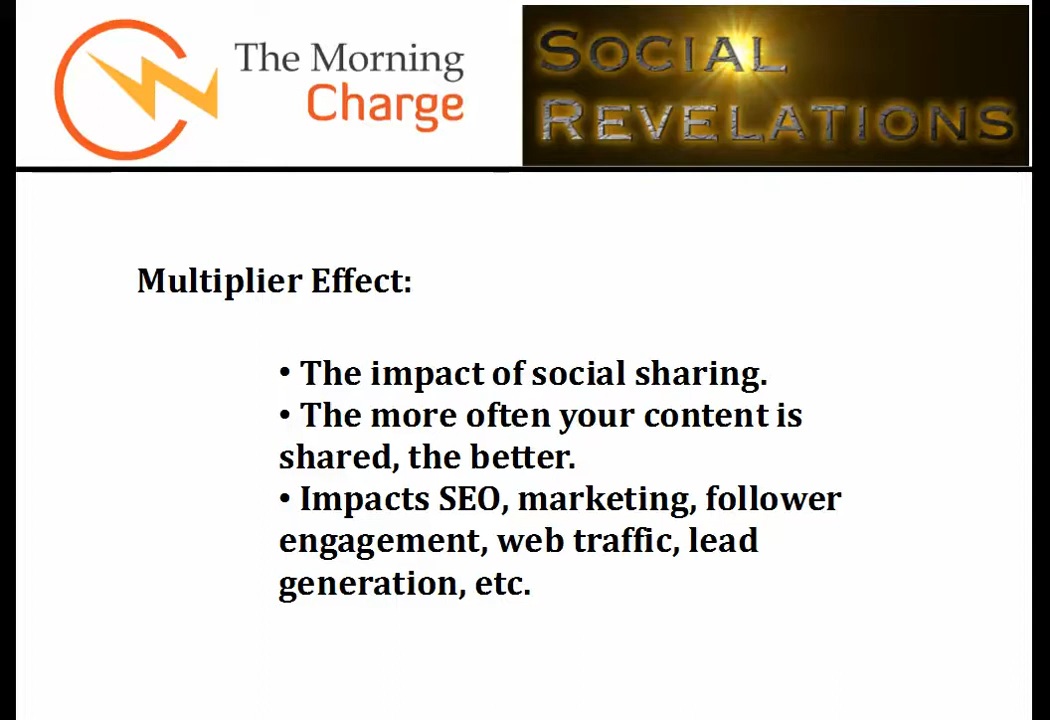 The Morning
Charge
SOCIAL
REVELATIONS
Multiplier Effect:
• The impact of social sharing.
• The more often your content is
shared, the better.
• Impacts SEO, marketing, follower
engagement, web traffic, lead
generation, etc.